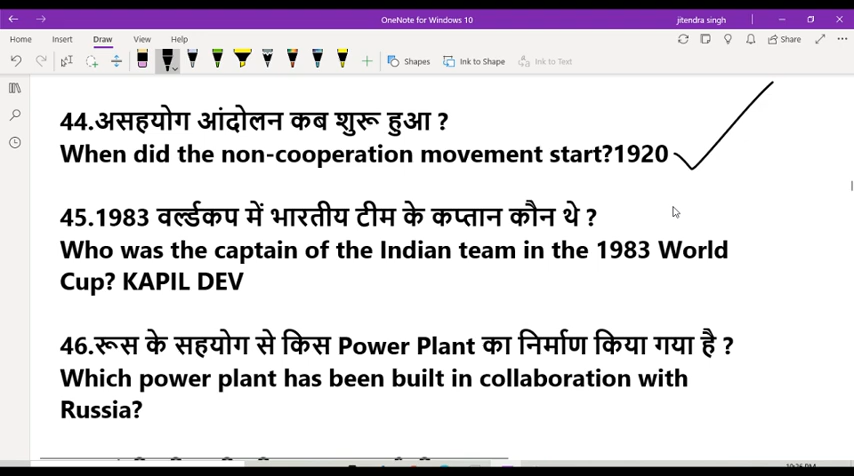 OneNote for Windows 10
jitendra singh
Home Insert Draw View Help
Share
Shapes Ink to Shape Ink to Text
44.असहयोग आंदोलन कब शुरू हुआ ?
When did the non-cooperation movement start?1920
45.1983 वर्ल्डकप में भारतीय टीम के कप्तान कौन थे ?
Who was the captain of the Indian team in the 1983 World
Cup? KAPIL DEV
46.रूस के सहयोग से किस Power Plant का निर्माण किया गया है ?
Which power plant has been built in collaboration with
Russia?